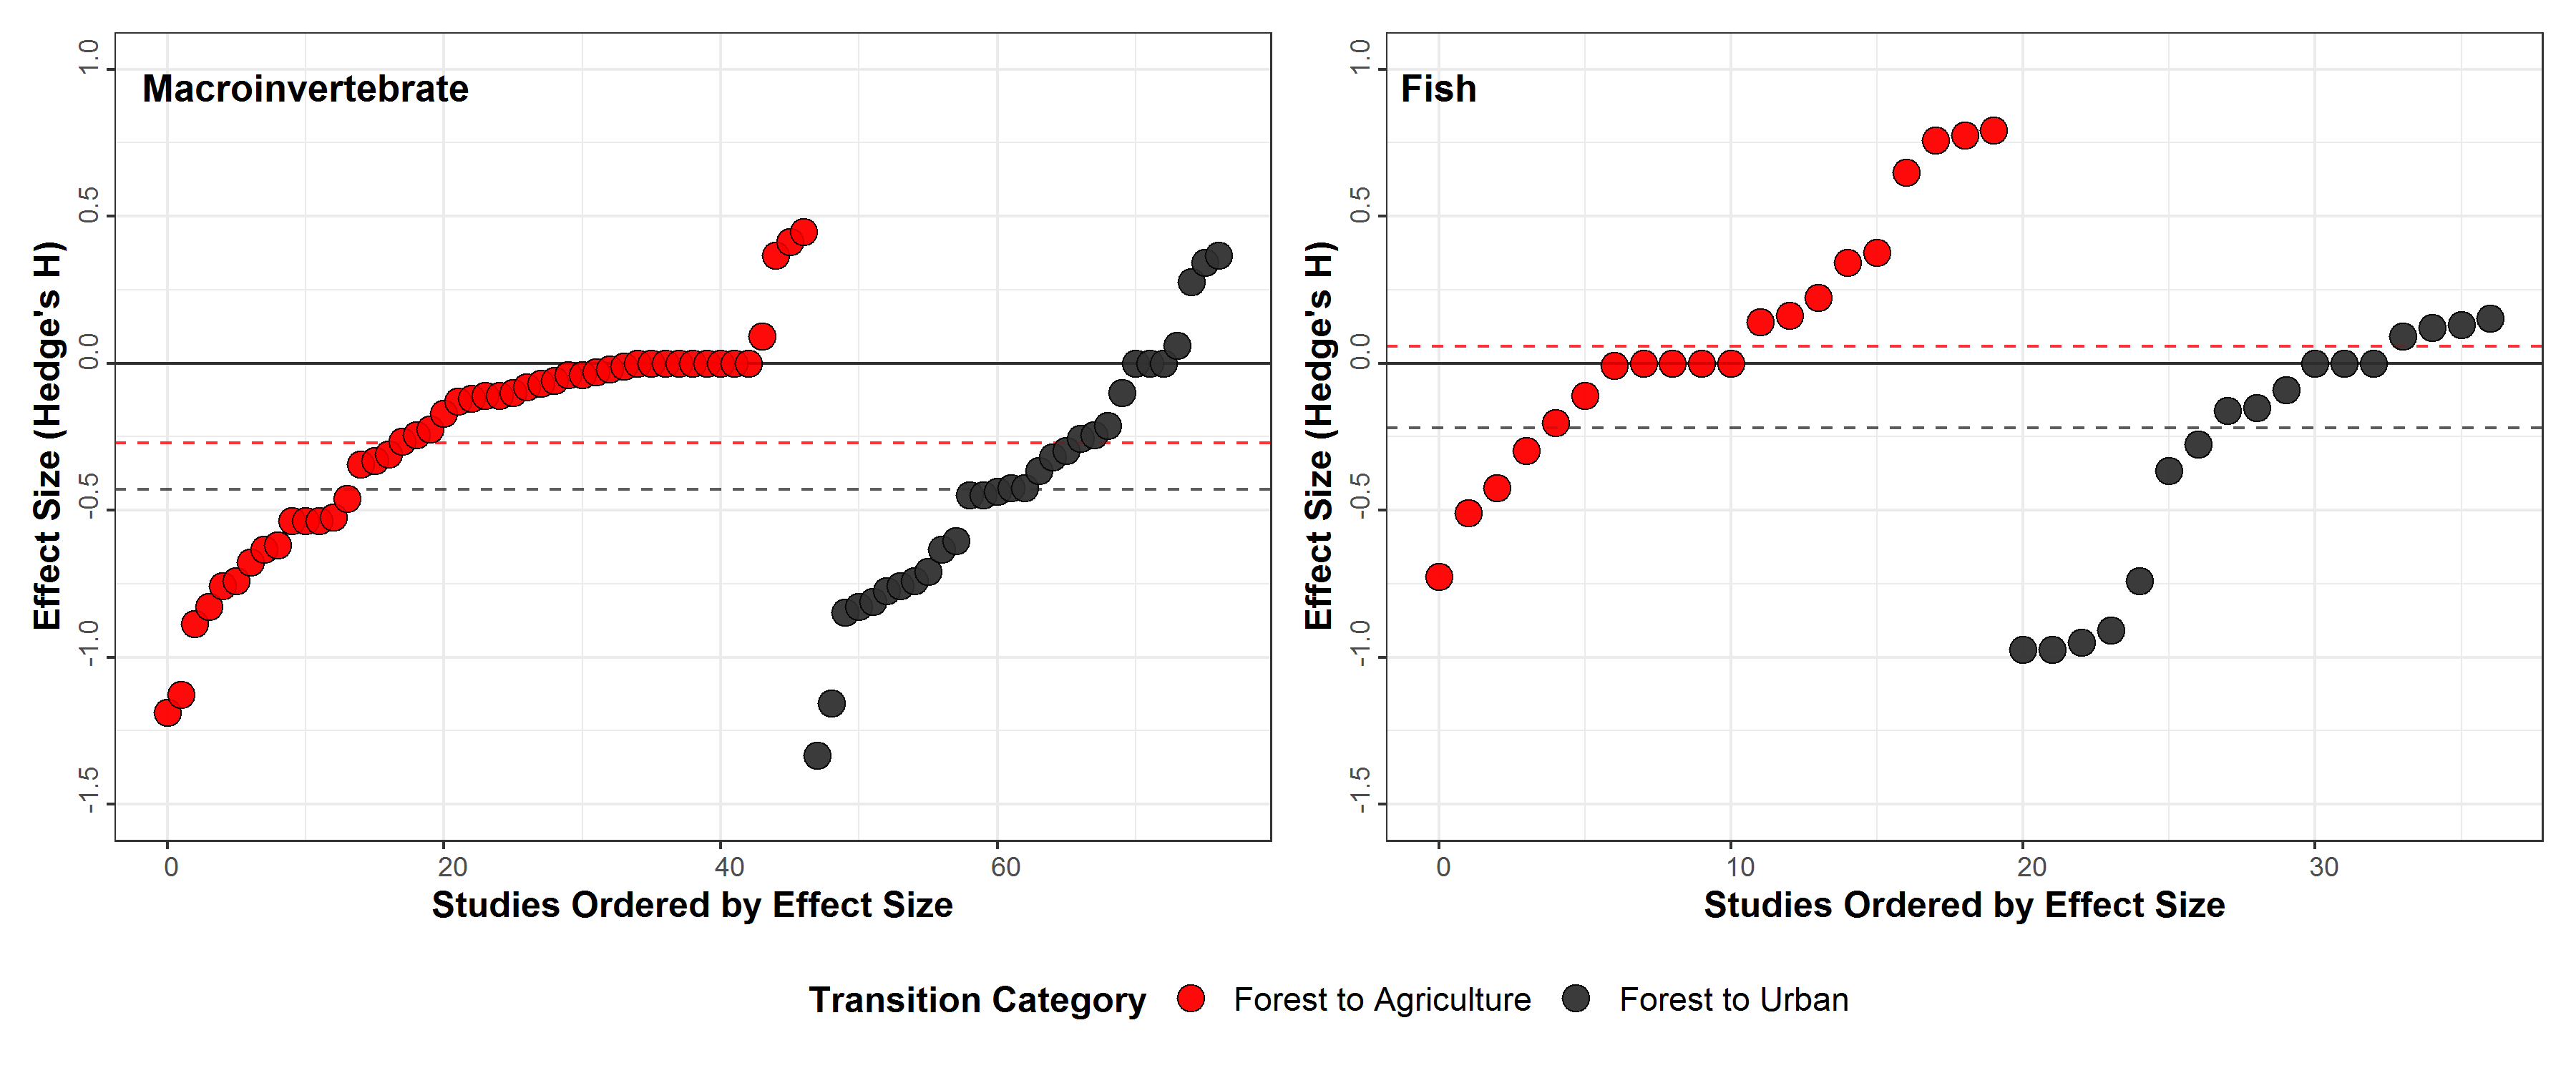 Macroinvertebrate
Effect Size (Hedge's H)
1.0
0.5
0.0
-0.5
-1.0
-1.5
0 20 40 60
Studies Ordered by Effect Size
Fish
Effect Size (Hedge's H)
1.0
0.5
0.0
-0.5
-1.0
-1.5
0 10 20 30
Studies Ordered by Effect Size
Transition Category Forest to Agriculture Forest to Urban